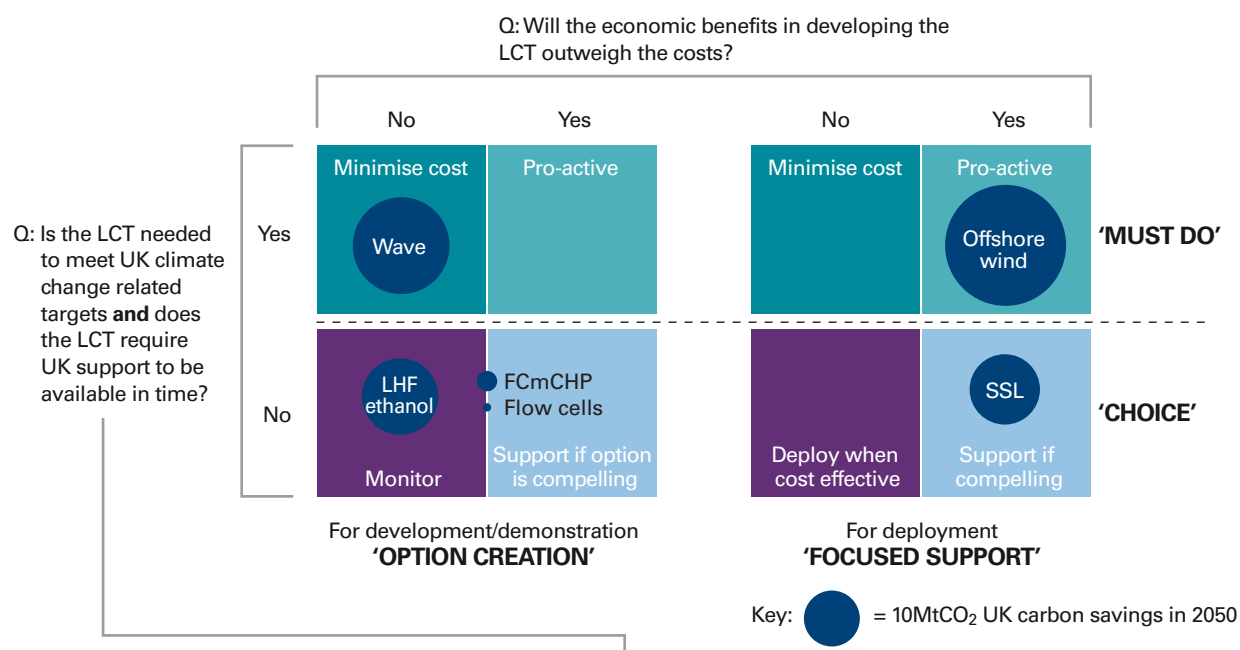 Q: Will the economic benefits in developing the
LCT outweigh the costs?
No
Yes
No
Yes
Q: Is the LCT needed
to meet UK climate
change related
targets and does
the LCT require
UK support to be
available in time?
Yes
No
Minimise cost
Pro-active
Wave
Minimise cost
Pro-active
Offshore
wind
'MUST DO'
LHF
ethanol
FCmCHP
Flow cells
Monitor
Support if option
is compelling
SSL
Deploy when
cost effective
Support if
compelling
'CHOICE'
For development/demonstration
'OPTION CREATION'
For deployment
'FOCUSED SUPPORT'
Key: = 10MtCO₂ UK carbon savings in 2050